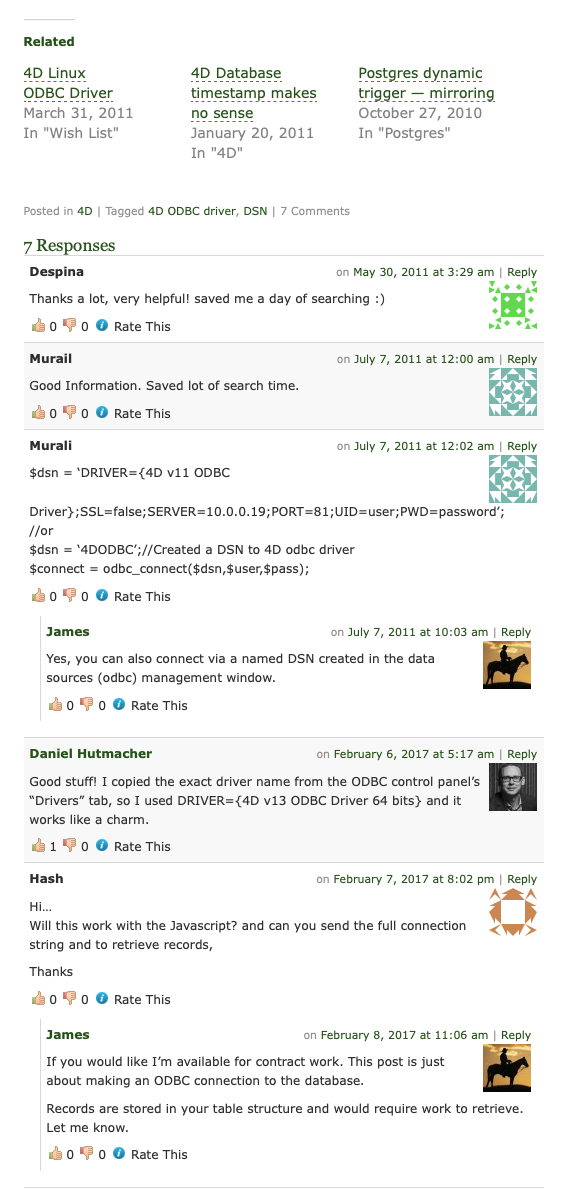 Related
4D Linux
ODBC Driver
March 31, 2011
In "Wish List"
4D Database
timestamp makes
no sense
January 20, 2011
In "4D"
Postgres dynamic
trigger — mirroring
October 27, 2010
In "Postgres"
Posted in 4D | Tagged 4D ODBC driver, DSN | 7 Comments
7 Responses
Despina on May 30, 2011 at 3:29 am | Reply
Thanks a lot, very helpful! saved me a day of searching :)
0 0 Rate This
Murail on July 7, 2011 at 12:00 am | Reply
Good Information. Saved lot of search time.
0 0 Rate This
Murali on July 7, 2011 at 12:02 am | Reply
$dsn = ‘DRIVER={4D v11 ODBC
Driver};SSL=false;SERVER=10.0.0.19;PORT=81;UID=user;PWD=password’;
//or
$dsn = ‘4DODBC’;//Created a DSN to 4D odbc driver
$connect = odbc_connect($dsn,$user,$pass);
0 0 Rate This
James on July 7, 2011 at 10:03 am | Reply
Yes, you can also connect via a named DSN created in the data
sources (odbc) management window.
0 0 Rate This
Daniel Hutmacher on February 6, 2017 at 5:17 am | Reply
Good stuff! I copied the exact driver name from the ODBC control panel’s
“Drivers” tab, so I used DRIVER={4D v13 ODBC Driver 64 bits} and it
works like a charm.
1 0 Rate This
Hash on February 7, 2017 at 8:02 pm | Reply
Hi…
Will this work with the Javascript? and can you send the full connection
string and to retrieve records,
Thanks
0 0 Rate This
James on February 8, 2017 at 11:06 am | Reply
If you would like I’m available for contract work. This post is just
about making an ODBC connection to the database.
Records are stored in your table structure and would require work to retrieve.
Let me know.
0 0 Rate This